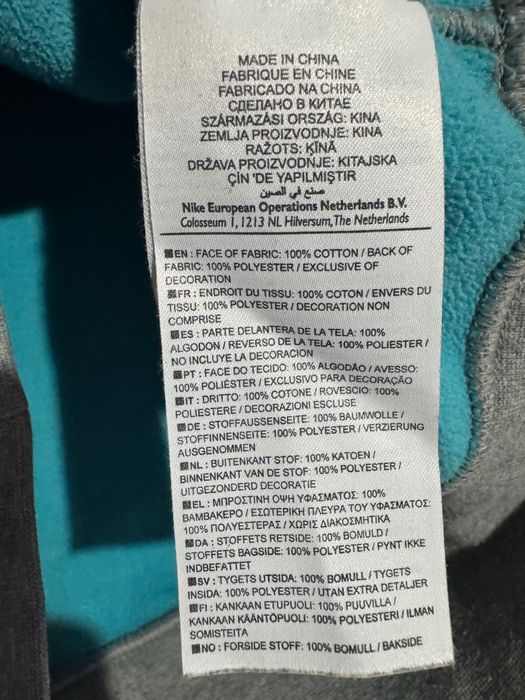 MADE IN CHINA
FABRIQUE EN CHINE
FABRICADO NA CHINA
СДЕЛАНО В КИТАЕ
SZÁRMAZÁSI ORSZÁG: KINA
ZEMLJA PROIZVODNJE: KINA
RAŽOTS: ĶĪNĀ
DRŽAVA PROIZVODNJE: KITAJSKA
ÇİN 'DE YAPILMIŞTIR
صنع في الصين
Nike European Operations Netherlands B.V.
Colosseum 1, 1213 NL Hilversum, The Netherlands
EN : FACE OF FABRIC: 100% COTTON / BACK OF
FABRIC: 100% POLYESTER / EXCLUSIVE OF
DECORATION
FR : ENDROIT DU TISSU: 100% COTON / ENVERS DU
TISSU: 100% POLYESTER / DECORATION NON
COMPRISE
ES : PARTE DELANTERA DE LA TELA: 100%
ALGODON / REVERSO DE LA TELA: 100% POLIESTER /
NO INCLUYE LA DECORACION
PT : FACE DO TECIDO: 100% ALGODÃO / AVESSO:
100% POLIÉSTER / EXCLUSIVO PARA DECORAÇÃO
IT : DRITTO: 100% COTONE / ROVESCIO: 100%
POLIESTERE / DECORAZIONI ESCLUSE
DE : STOFFAUSSENSEITE: 100% BAUMWOLLE /
STOFFINNENSEITE: 100% POLYESTER / VERZIERUNG
AUSGENOMMEN
NL : BUITENKANT STOF: 100% KATOEN /
BINNENKANT VAN DE STOF: 100% POLYESTER /
UITGEZONDERD DECORATIE
EL : ΜΠΡΟΣΤΙΝΗ ΟΨΗ ΥΦΑΣΜΑΤΟΣ: 100%
ΒΑΜΒΑΚΕΡΟ / ΕΣΩΤΕΡΙΚΗ ΠΛΕΥΡΑ ΤΟΥ ΥΦΑΣΜΑΤΟΣ:
100% ΠΟΛΥΕΣΤΕΡΑΣ / ΧΩΡΙΣ ΔΙΑΚΟΣΜΗΤΙΚΑ
DA : STOFFETS RETSIDE: 100% BOMULD /
STOFFETS BAGSIDE: 100% POLYESTER / PYNT IKKE
INDBEFATTET
SV : TYGETS UTSIDA: 100% BOMULL / TYGETS
INSIDA: 100% POLYESTER / UTAN EXTRA DETALJER
FI : KANKAAN ETUPUOLI: 100% PUUVILLA /
KANKAAN KÄÄNTÖPUOLI: 100% POLYESTERI / ILMAN
SOMISTEITA
NO : FORSIDE STOFF: 100% BOMULL / BAKSIDE